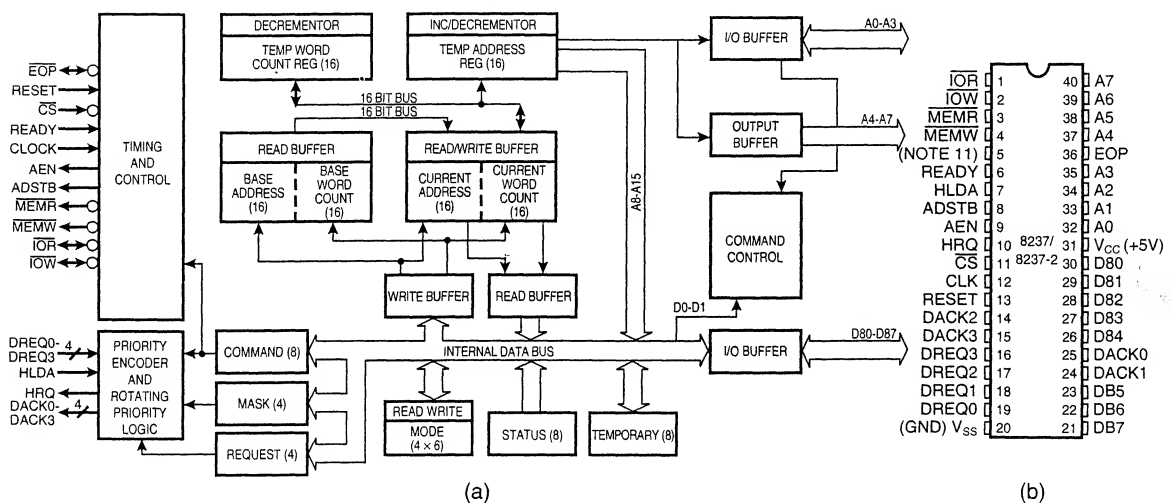 EOP
RESET
CS
READY
CLOCK
AEN
ADSTB
MEMR
MEMW
IOR
IOW
TIMING
AND
CONTROL
DREQ0-
DREQ3
4
HLDA
HRQ
DACK0-
DACK3
4
PRIORITY
ENCODER
AND
ROTATING
PRIORITY
LOGIC
DECREMENTOR
TEMP WORD
COUNT REG (16)
INC/DECREMENTOR
TEMP ADDRESS
REG (16)
16 BIT BUS
16 BIT BUS
READ BUFFER
BASE
ADDRESS
(16)
BASE
WORD
COUNT
(16)
READ/WRITE BUFFER
CURRENT
ADDRESS
(16)
CURRENT
WORD
COUNT
(16)
WRITE BUFFER
READ BUFFER
A8-A15
COMMAND (8)
MASK (4)
REQUEST (4)
INTERNAL DATA BUS
READ WRITE
MODE
(4 × 6)
STATUS (8)
TEMPORARY (8)
I/O BUFFER
A0-A3
OUTPUT
BUFFER
A4-A7
COMMAND
CONTROL
D0-D1
I/O BUFFER
D80-D87
(a)
IOR 1 40 A7
IOW 2 39 A6
MEMR 3 38 A5
MEMW 4 37 A4
(NOTE 11) 5 36 EOP
READY 6 35 A3
HLDA 7 34 A2
ADSTB 8 33 A1
AEN 9 32 A0
HRQ 10 8237/ 31 VCC (+5V)
CS 11 8237-2 30 D80
CLK 12 29 D81
RESET 13 28 D82
DACK2 14 27 D83
DACK3 15 26 D84
DREQ3 16 25 DACK0
DREQ2 17 24 DACK1
DREQ1 18 23 DB5
DREQ0 19 22 DB6
(GND) VSS 20 21 DB7
(b)